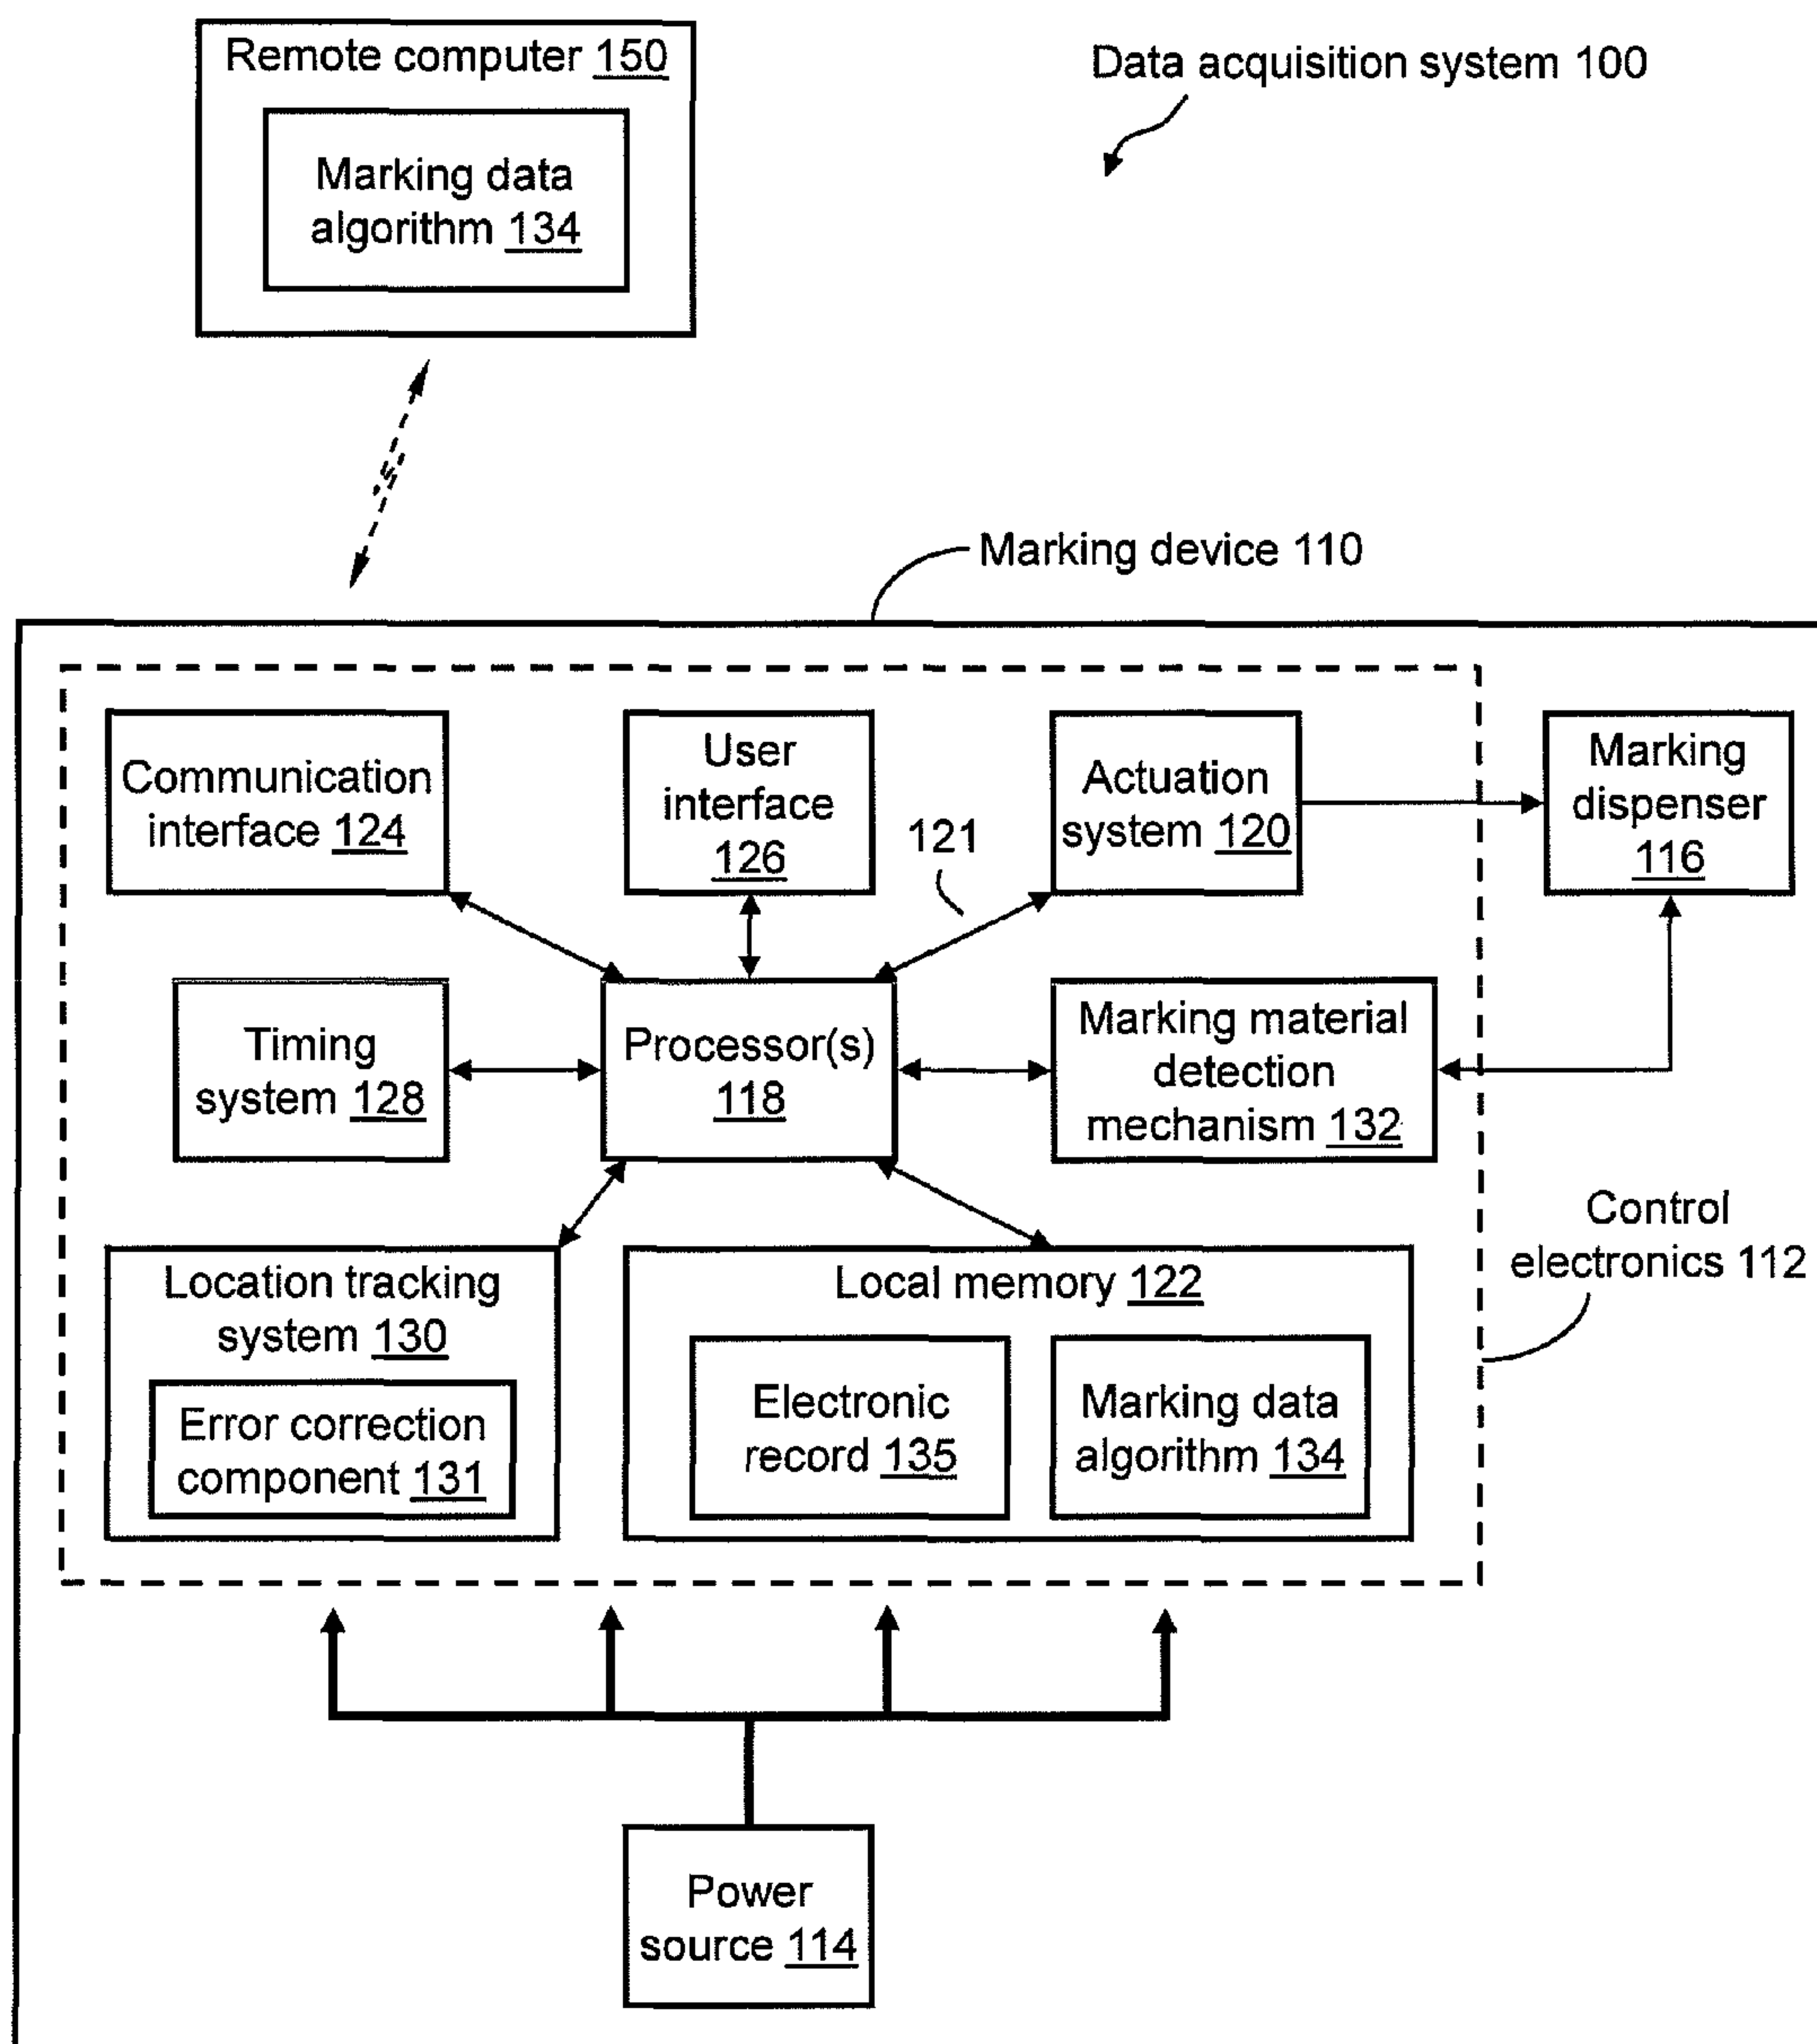 Remote computer 150
Marking data
algorithm 134
Data acquisition system 100
Marking device 110
Communication
interface 124
User
interface
126
Actuation
system 120
Marking
dispenser
116
121
Timing
system 128
Processor(s)
118
Marking material
detection
mechanism 132
Control
electronics 112
Location tracking
system 130
Error correction
component 131
Local memory 122
Electronic
record 135
Marking data
algorithm 134
Power
source 114